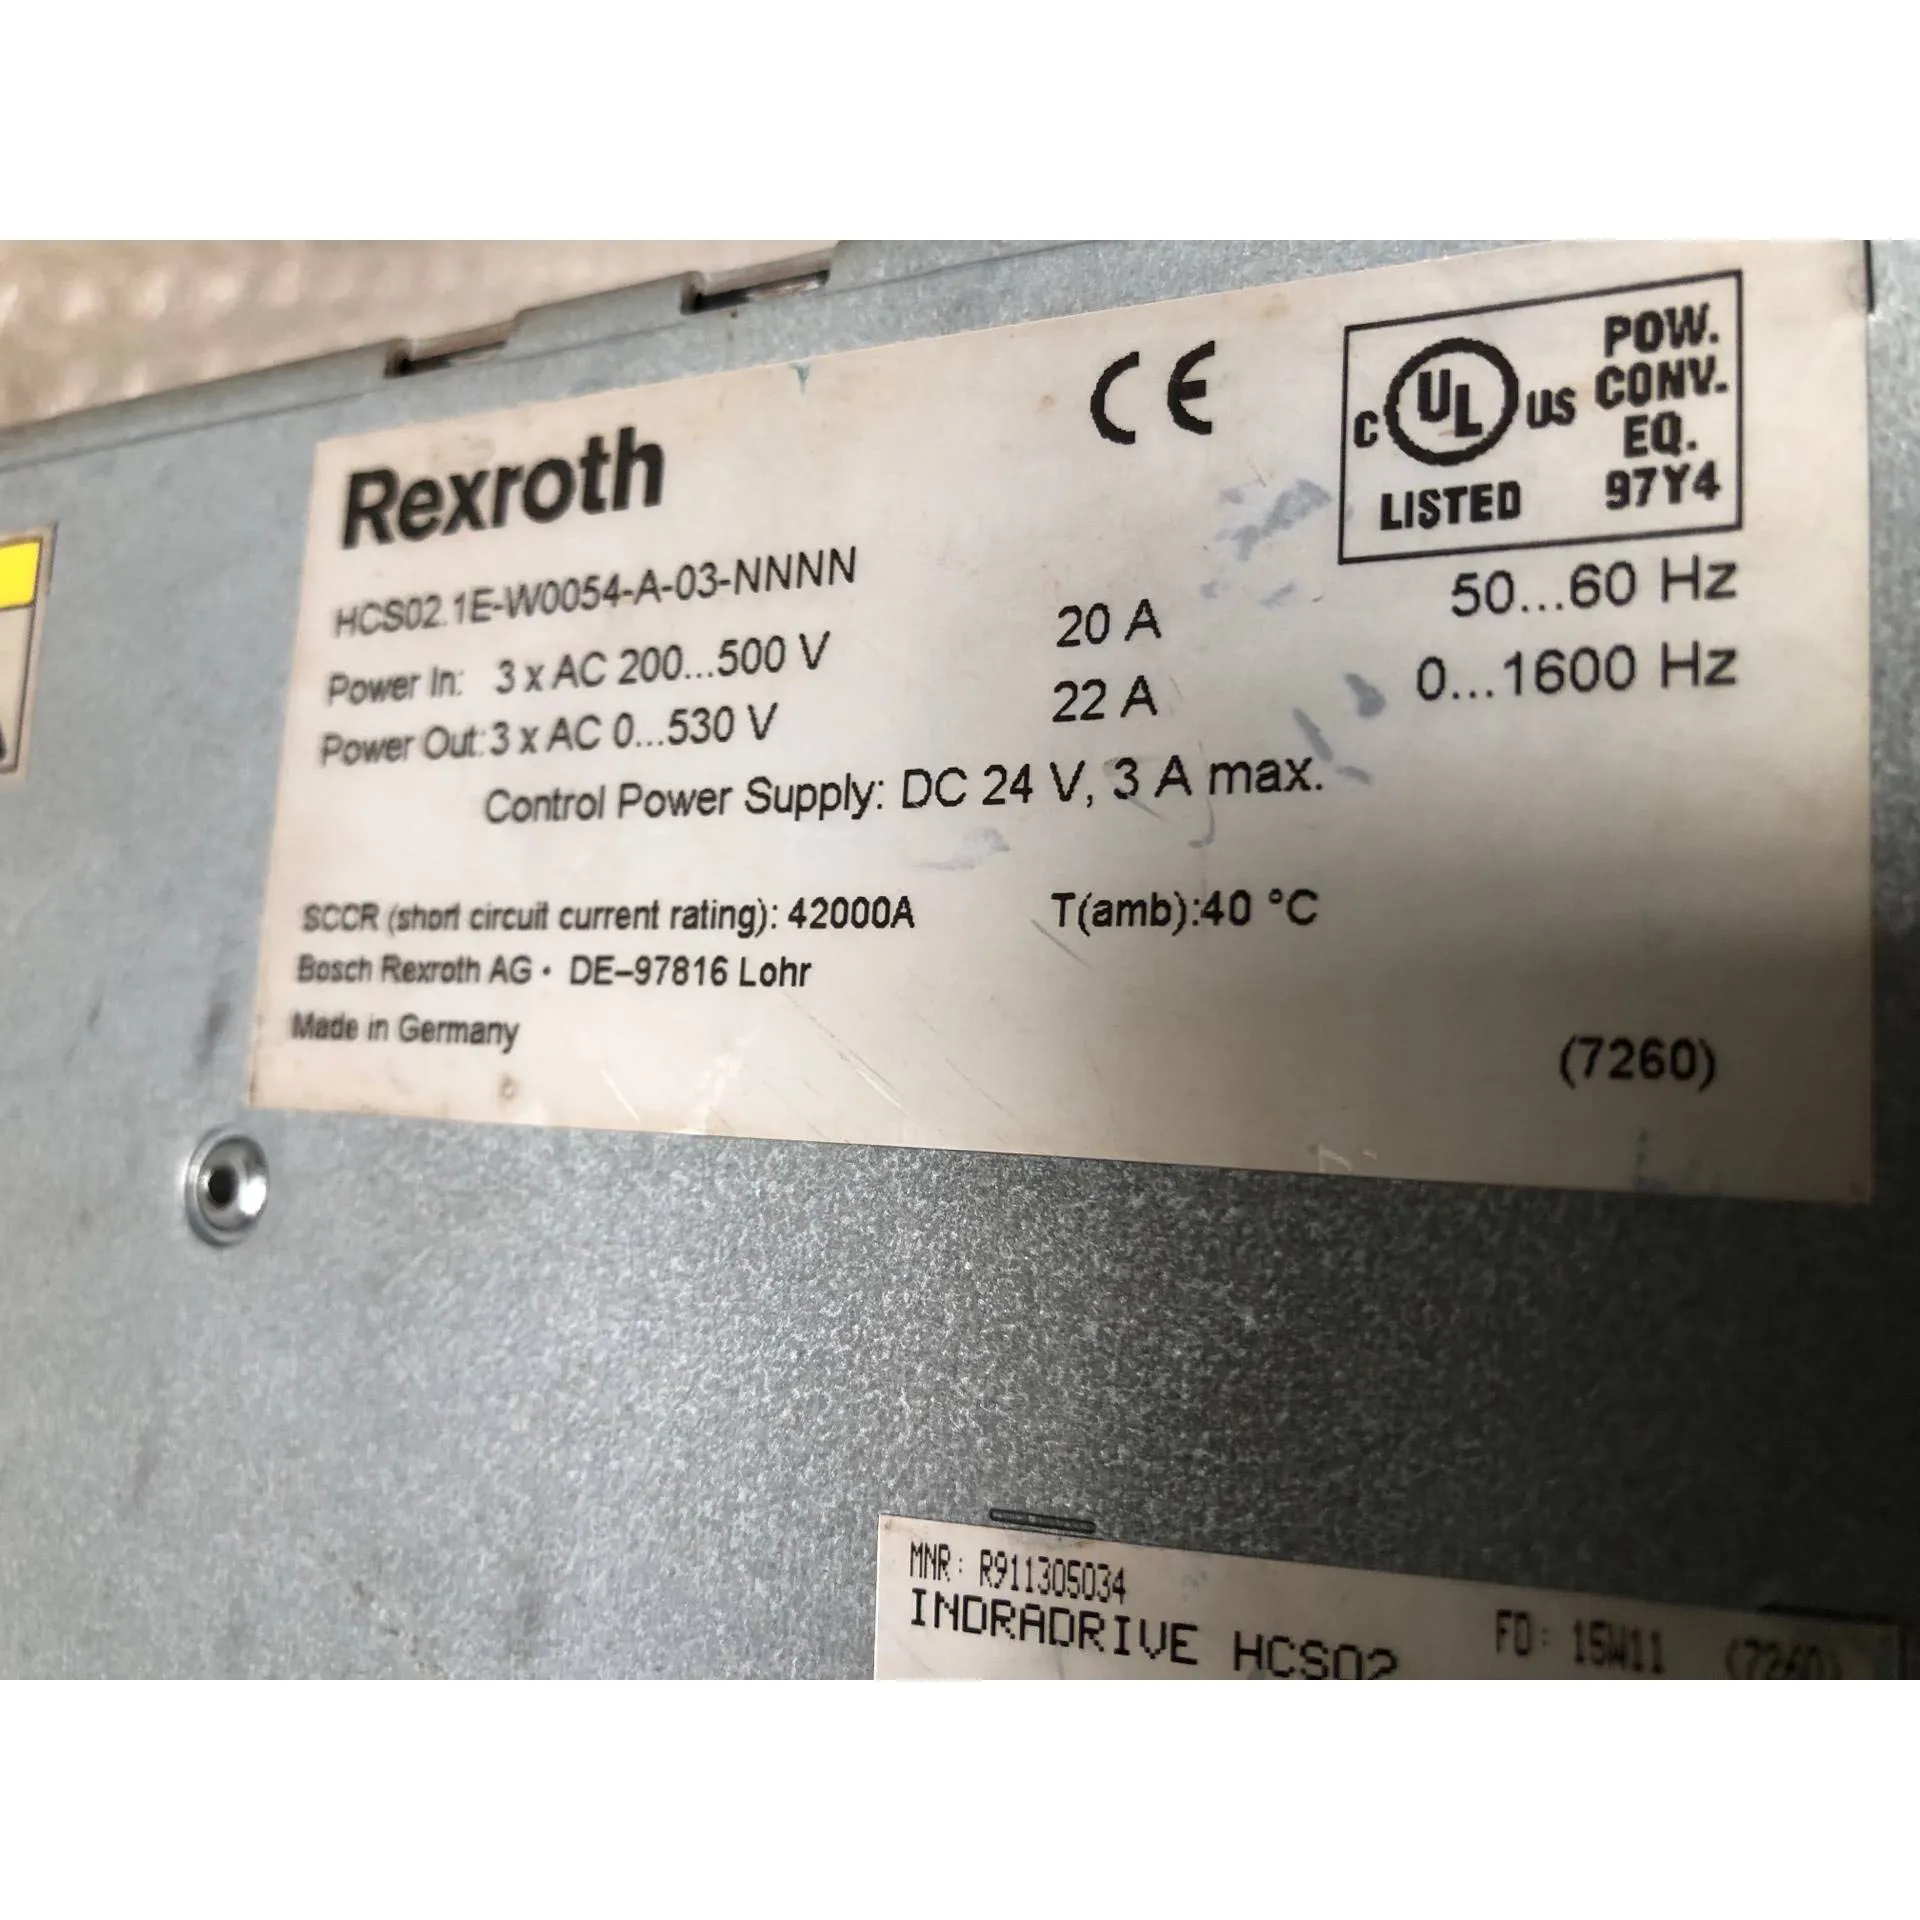 Rexroth
CE
C UL US LISTED
POW.
CONV.
EQ.
97Y4
HCS02.1E-W0054-A-03-NNNN
Power In: 3 x AC 200...500 V 20 A 50...60 Hz
Power Out: 3 x AC 0...530 V 22 A 0...1600 Hz
Control Power Supply: DC 24 V, 3 A max.
SCCR (short circuit current rating): 42000A T(amb):40 °C
Bosch Rexroth AG • DE–97816 Lohr
Made in Germany
(7260)
MNR: R911305034
FD: 15W11 (7260)
INDRADRIVE HCS02